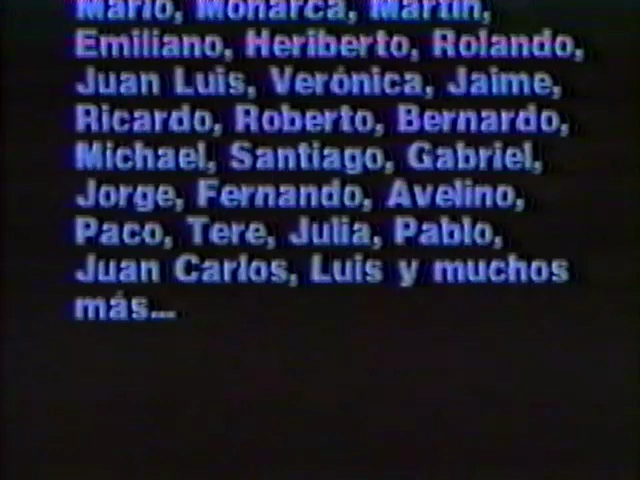 Mario, Monarca, Martín,
Emiliano, Heriberto, Rolando,
Juan Luis, Verónica, Jaime,
Ricardo, Roberto, Bernardo,
Michael, Santiago, Gabriel,
Jorge, Fernando, Avelino,
Paco, Tere, Julia, Pablo,
Juan Carlos, Luis y muchos
más...